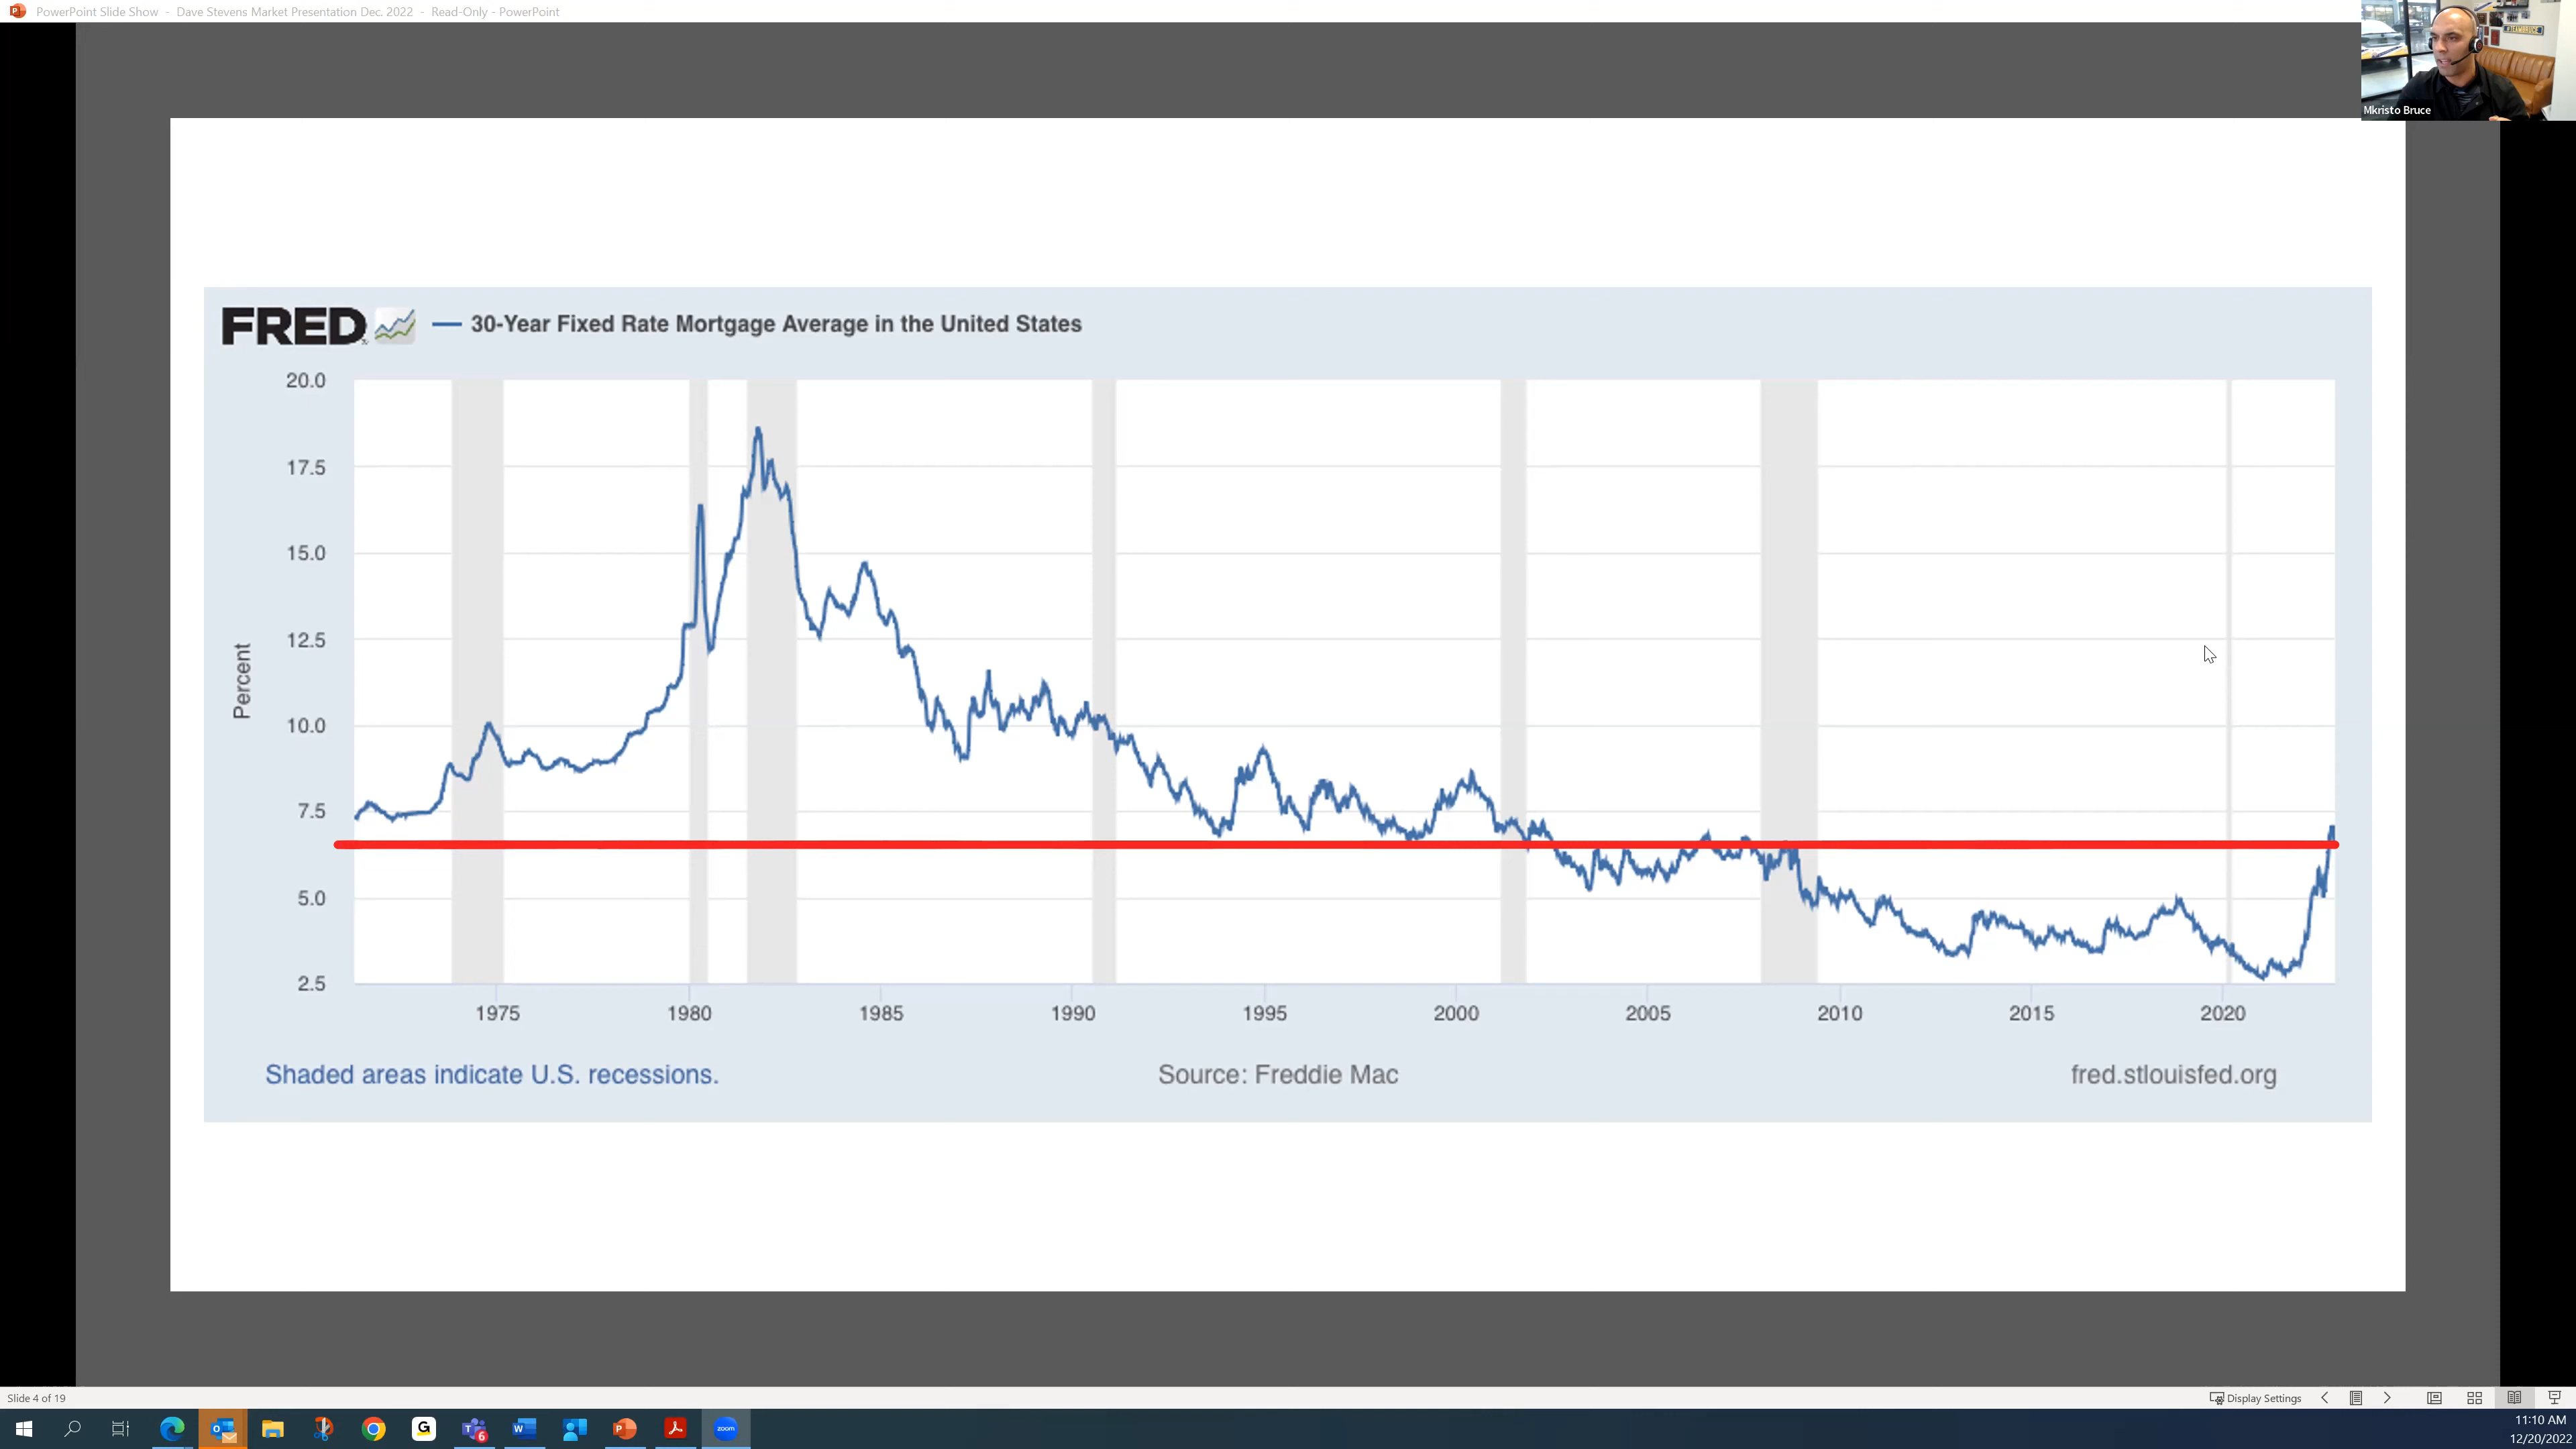 PowerPoint Slide Show - Dave Stevens Market Presentation Dec. 2022 - Read-Only - PowerPoint
Mkristo Bruce
FRED
30-Year Fixed Rate Mortgage Average in the United States
20.0
17.5
15.0
12.5
10.0
7.5
5.0
2.5
Percent
1975 1980 1985 1990 1995 2000 2005 2010 2015 2020
Shaded areas indicate U.S. recessions. Source: Freddie Mac fred.stlouisfed.org
Slide 4 of 19 Display Settings
G 6 zoom
11:10 AM
12/20/2022